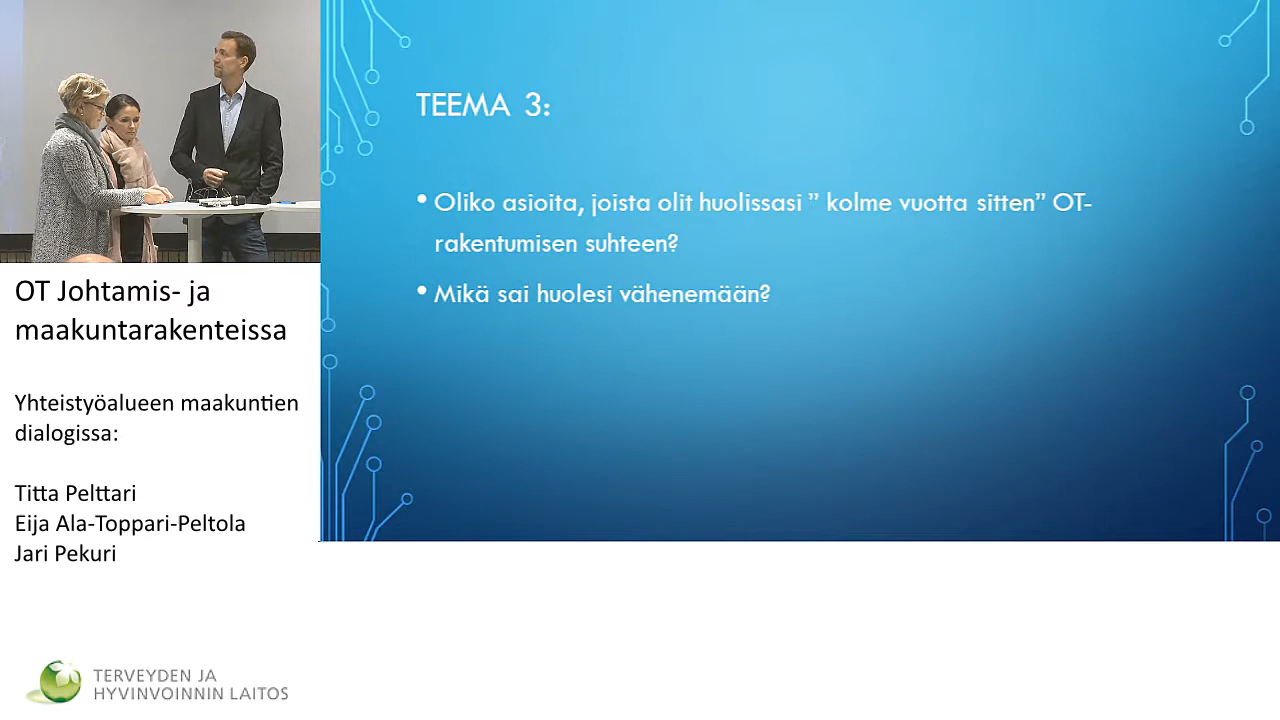 OT Johtamis- ja
maakuntarakenteissa
Yhteistyöalueen maakuntien
dialogissa:
Titta Pelttari
Eija Ala-Toppari-Peltola
Jari Pekuri
TERVEYDEN JA
HYVINVOINNIN LAITOS
TEEMA 3:
• Oliko asioita, joista olit huolissasi ” kolme vuotta sitten” OT-
rakentumisen suhteen?
• Mikä sai huolesi vähenemään?